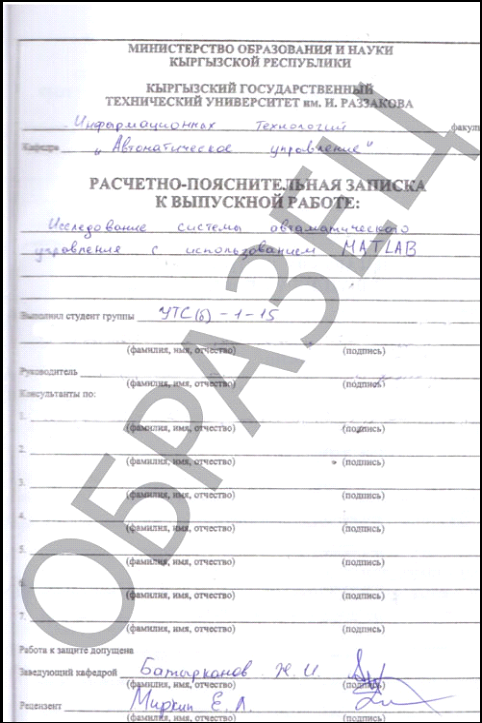 МИНИСТЕРСТВО ОБРАЗОВАНИЯ И НАУКИ
КЫРГЫЗСКОЙ РЕСПУБЛИКИ
КЫРГЫЗСКИЙ ГОСУДАРСТВЕННЫЙ
ТЕХНИЧЕСКИЙ УНИВЕРСИТЕТ им. И. РАЗЗАКОВА
Информационных Технологий факул
Кафедра „Автоматическое управление"
РАСЧЕТНО-ПОЯСНИТЕЛЬНАЯ ЗАПИСКА
К ВЫПУСКНОЙ РАБОТЕ:
Исследование системы автоматического
управления с использованием MATLAB
Выполнил студент группы УТС(б) - 1 - 15
(фамилия, имя, отчество) (подпись)
Руководитель
(фамилия, имя, отчество) (подпись)
Консультанты по:
1.
(фамилия, имя, отчество) (подпись)
2.
(фамилия, имя, отчество) (подпись)
3.
(фамилия, имя, отчество) (подпись)
4.
(фамилия, имя, отчество) (подпись)
5.
(фамилия, имя, отчество) (подпись)
6.
(фамилия, имя, отчество) (подпись)
7.
(фамилия, имя, отчество) (подпись)
Работа к защите допущена
Заведующий кафедрой Батырканов Ж. И.
(фамилия, имя, отчество) (подпись)
Рецензент Миркин Е. Л.
(фамилия, имя, отчество) (подпись)
ОБРАЗЕЦ